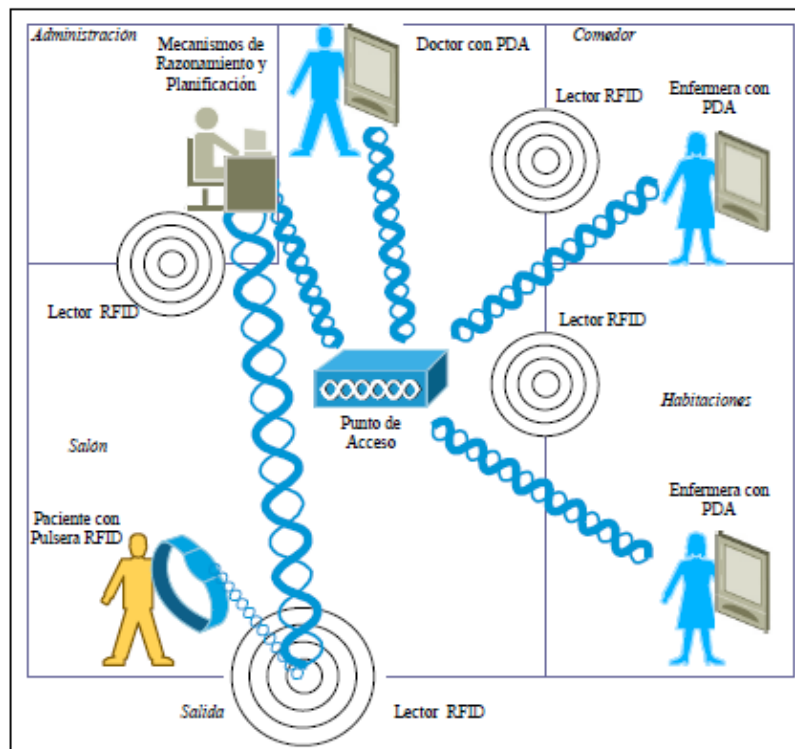 Administración
Mecanismos de
Razonamiento y
Planificación
Doctor con PDA
Comedor
Lector RFID
Enfermera con
PDA
Lector RFID
Lector RFID
Punto de
Acceso
Habitaciones
Salón
Paciente con
Pulsera RFID
Enfermera con
PDA
Salida
Lector RFID